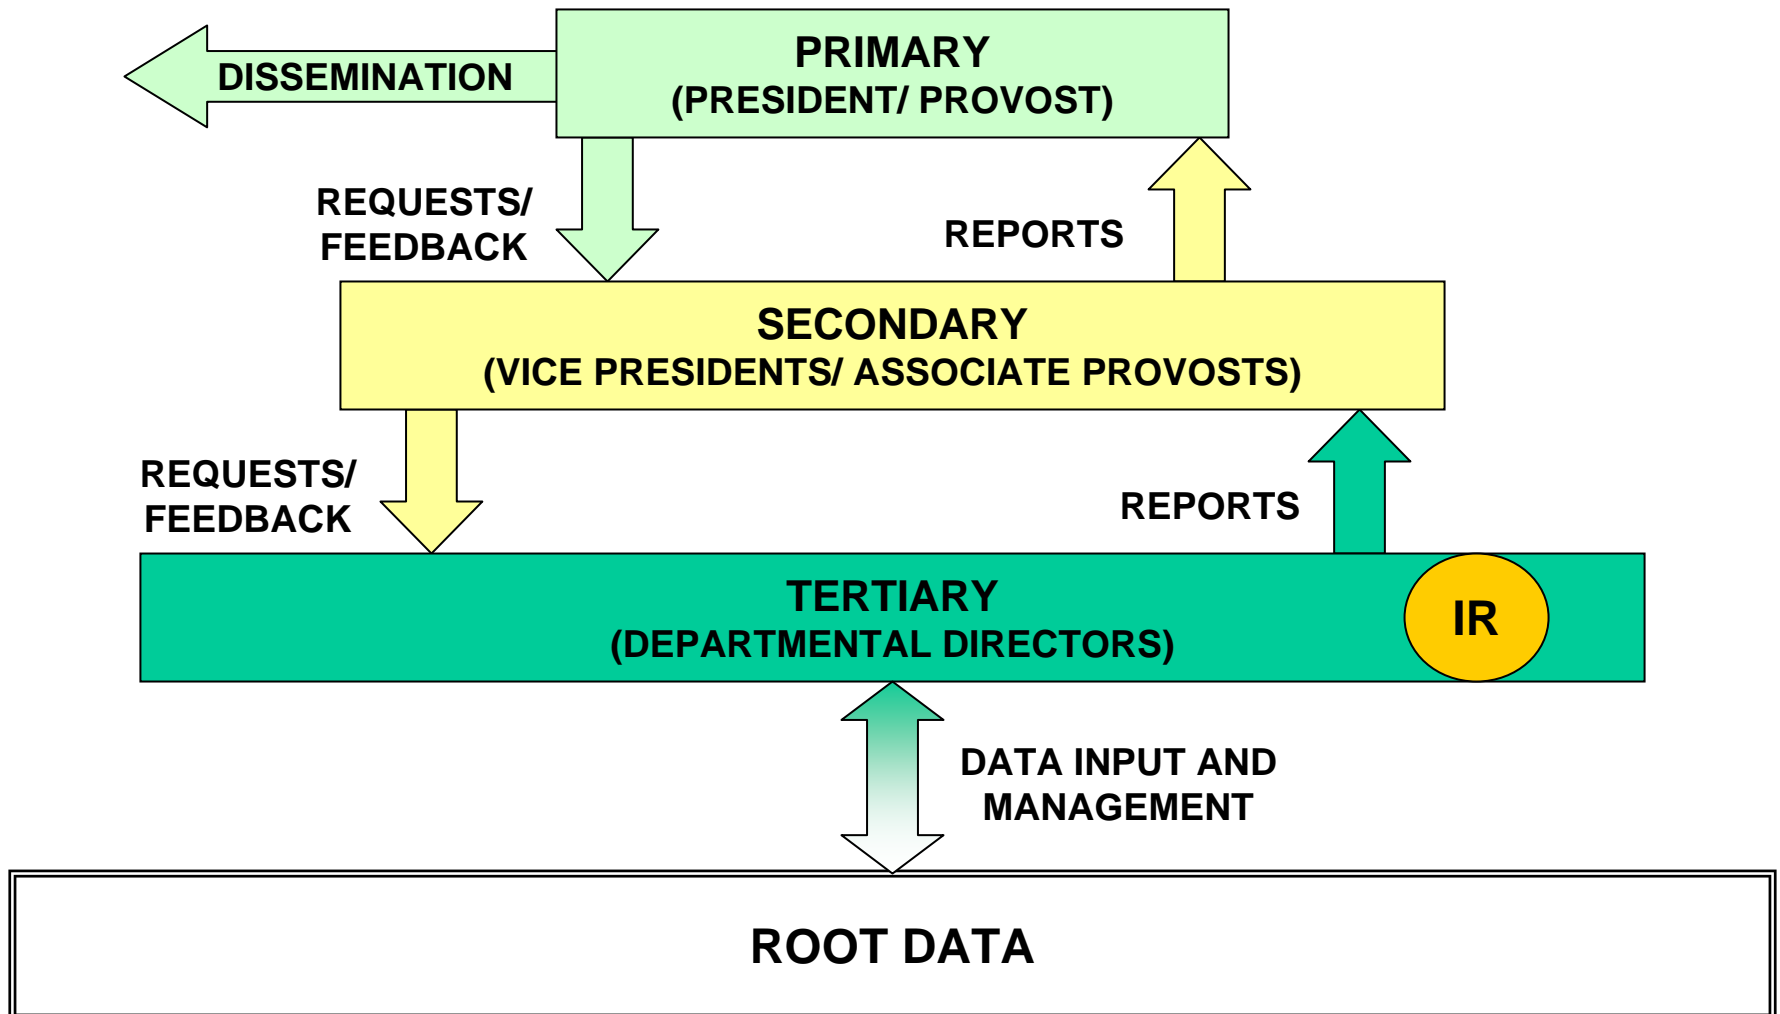 PRIMARY
(PRESIDENT/ PROVOST)
DISSEMINATION
REQUESTS/
FEEDBACK
REPORTS
SECONDARY
(VICE PRESIDENTS/ ASSOCIATE PROVOSTS)
REQUESTS/
FEEDBACK
REPORTS
TERTIARY
(DEPARTMENTAL DIRECTORS)
IR
DATA INPUT AND
MANAGEMENT
ROOT DATA